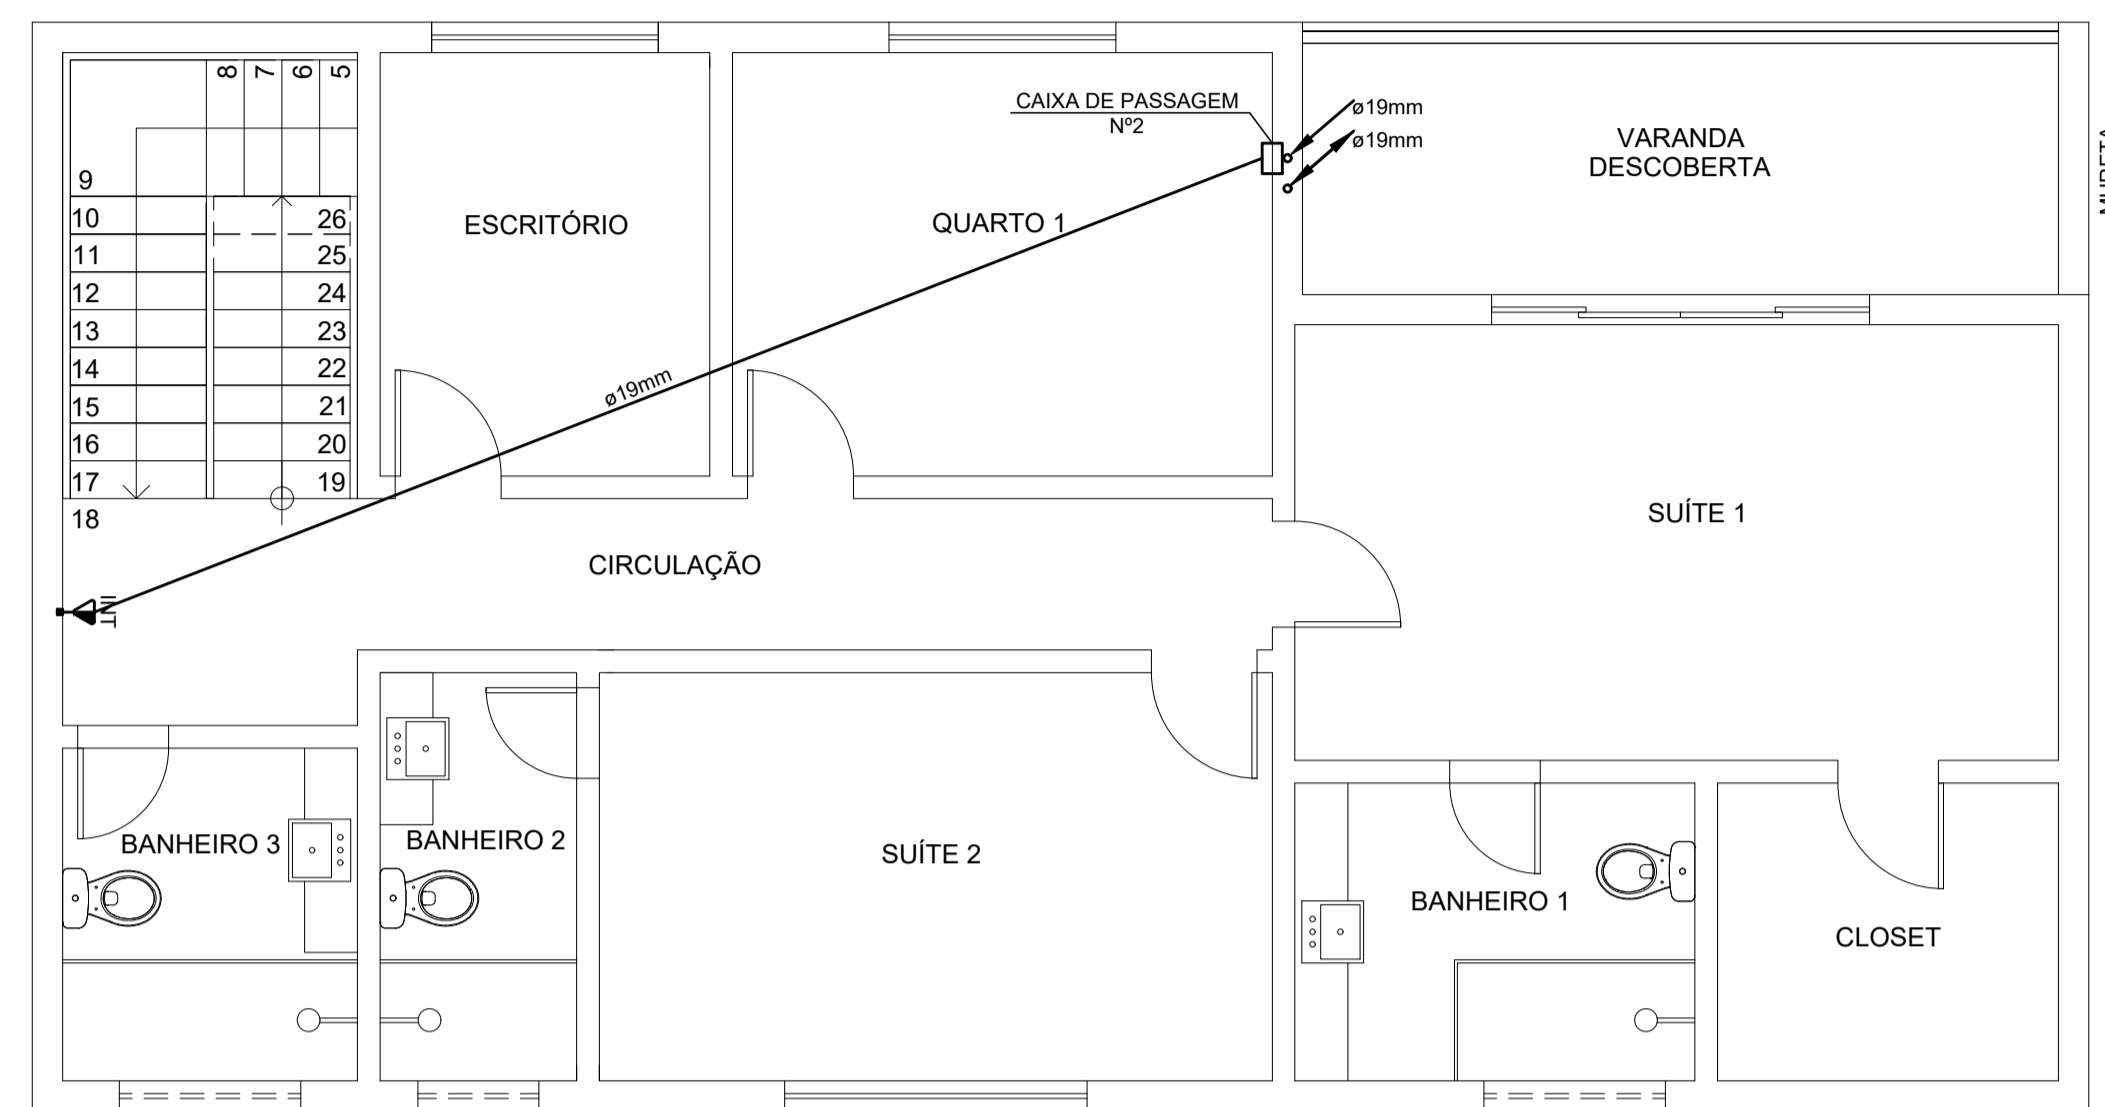 8
7
6
5
CAIXA DE PASSAGEM
Nº2
ø19mm
ø19mm
VARANDA
DESCOBERTA
MURETA
9
10
11
12
13
14
15
16
17
18
26
25
24
23
22
21
20
19
ESCRITÓRIO
QUARTO 1
ø19mm
SUÍTE 1
CIRCULAÇÃO
INT
BANHEIRO 3
BANHEIRO 2
SUÍTE 2
BANHEIRO 1
CLOSET